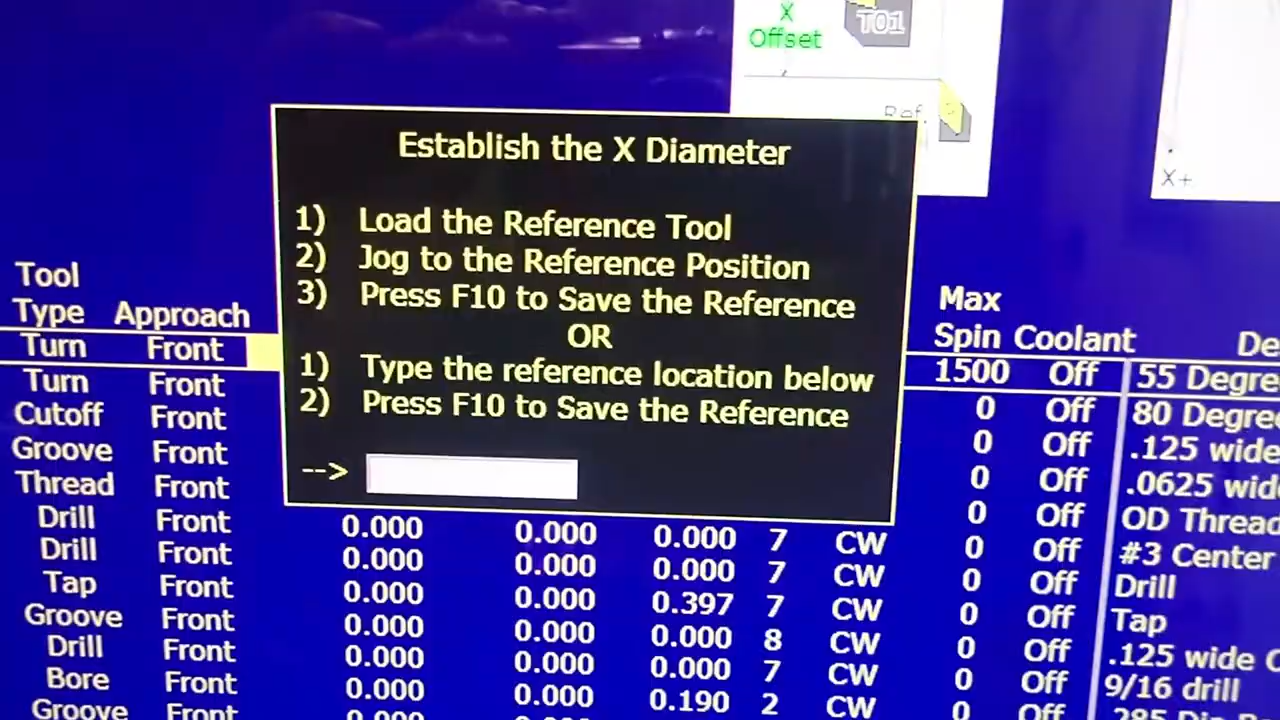 X
Offset
T01
Ref.
X+
Establish the X Diameter
1) Load the Reference Tool
2) Jog to the Reference Position
3) Press F10 to Save the Reference
OR
1) Type the reference location below
2) Press F10 to Save the Reference
-->
Tool
Type Approach Max
Spin Coolant De
Turn Front 1500 Off 55 Degre
Turn Front 0 Off 80 Degre
Cutoff Front 0 Off .125 wide
Groove Front 0 Off .0625 wid
Thread Front 0 Off OD Thread
Drill Front 0.000 0.000 0.000 7 CW 0 Off #3 Center
Drill Front 0.000 0.000 0.000 7 CW 0 Off Drill
Tap Front 0.000 0.000 0.397 7 CW 0 Off Tap
Groove Front 0.000 0.000 0.000 8 CW 0 Off .125 wide
Drill Front 0.000 0.000 0.000 7 CW 0 Off 9/16 drill
Bore Front 0.000 0.000 0.190 2 CW 0 Off
Groove Front